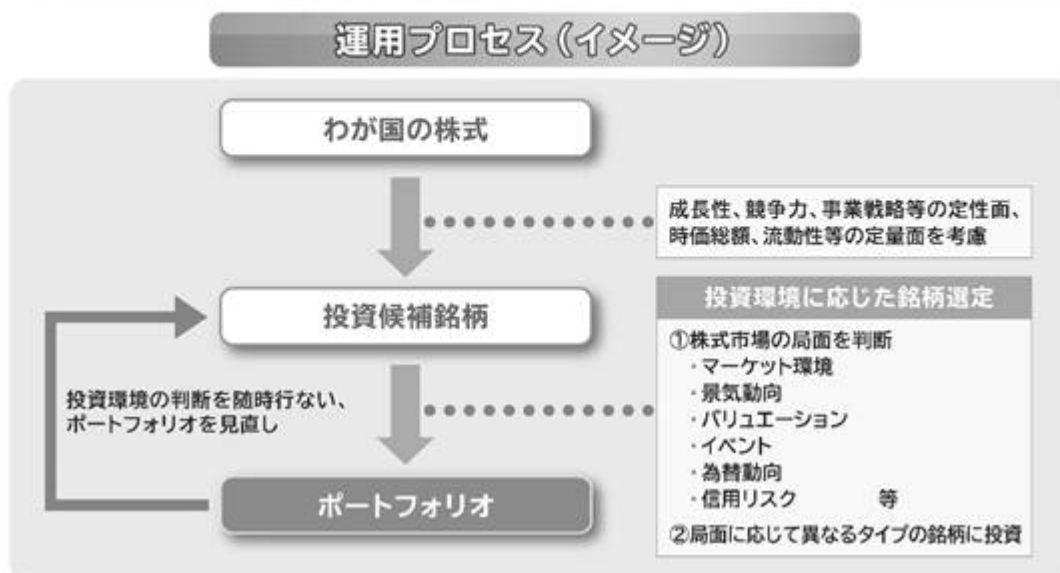 運用プロセス(イメージ)
わが国の株式
成長性、競争力、事業戦略等の定性面、
時価総額、流動性等の定量面を考慮
投資候補銘柄
投資環境に応じた銘柄選定
①株式市場の局面を判断
・マーケット環境
・景気動向
・バリュエーション
・イベント
・為替動向
・信用リスク 等
②局面に応じて異なるタイプの銘柄に投資
投資環境の判断を随時行ない、
ポートフォリオを見直し
ポートフォリオ